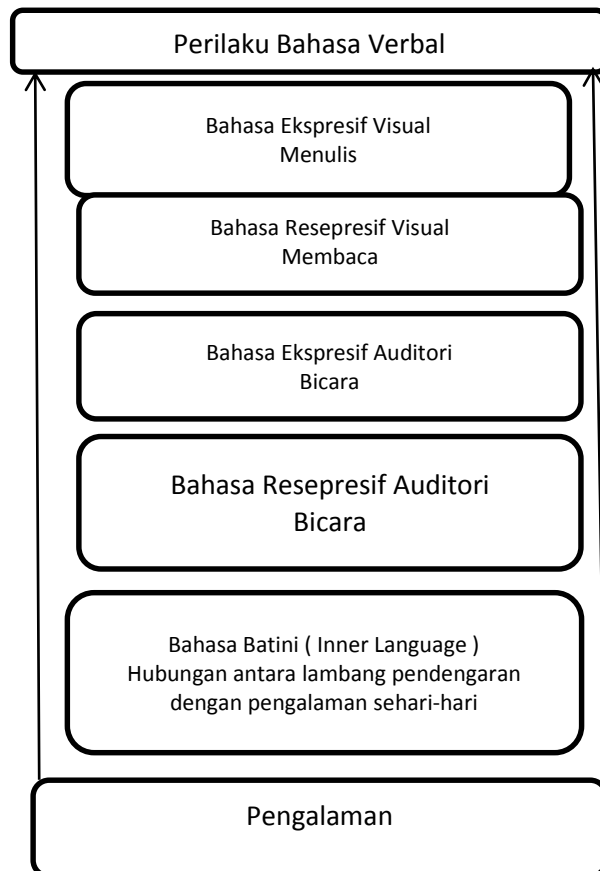 Perilaku Bahasa Verbal
Bahasa Ekspresif Visual
Menulis
Bahasa Resepresif Visual
Membaca
Bahasa Ekspresif Auditori
Bicara
Bahasa Resepresif Auditori
Bicara
Bahasa Batini ( Inner Language )
Hubungan antara lambang pendengaran
dengan pengalaman sehari-hari
Pengalaman